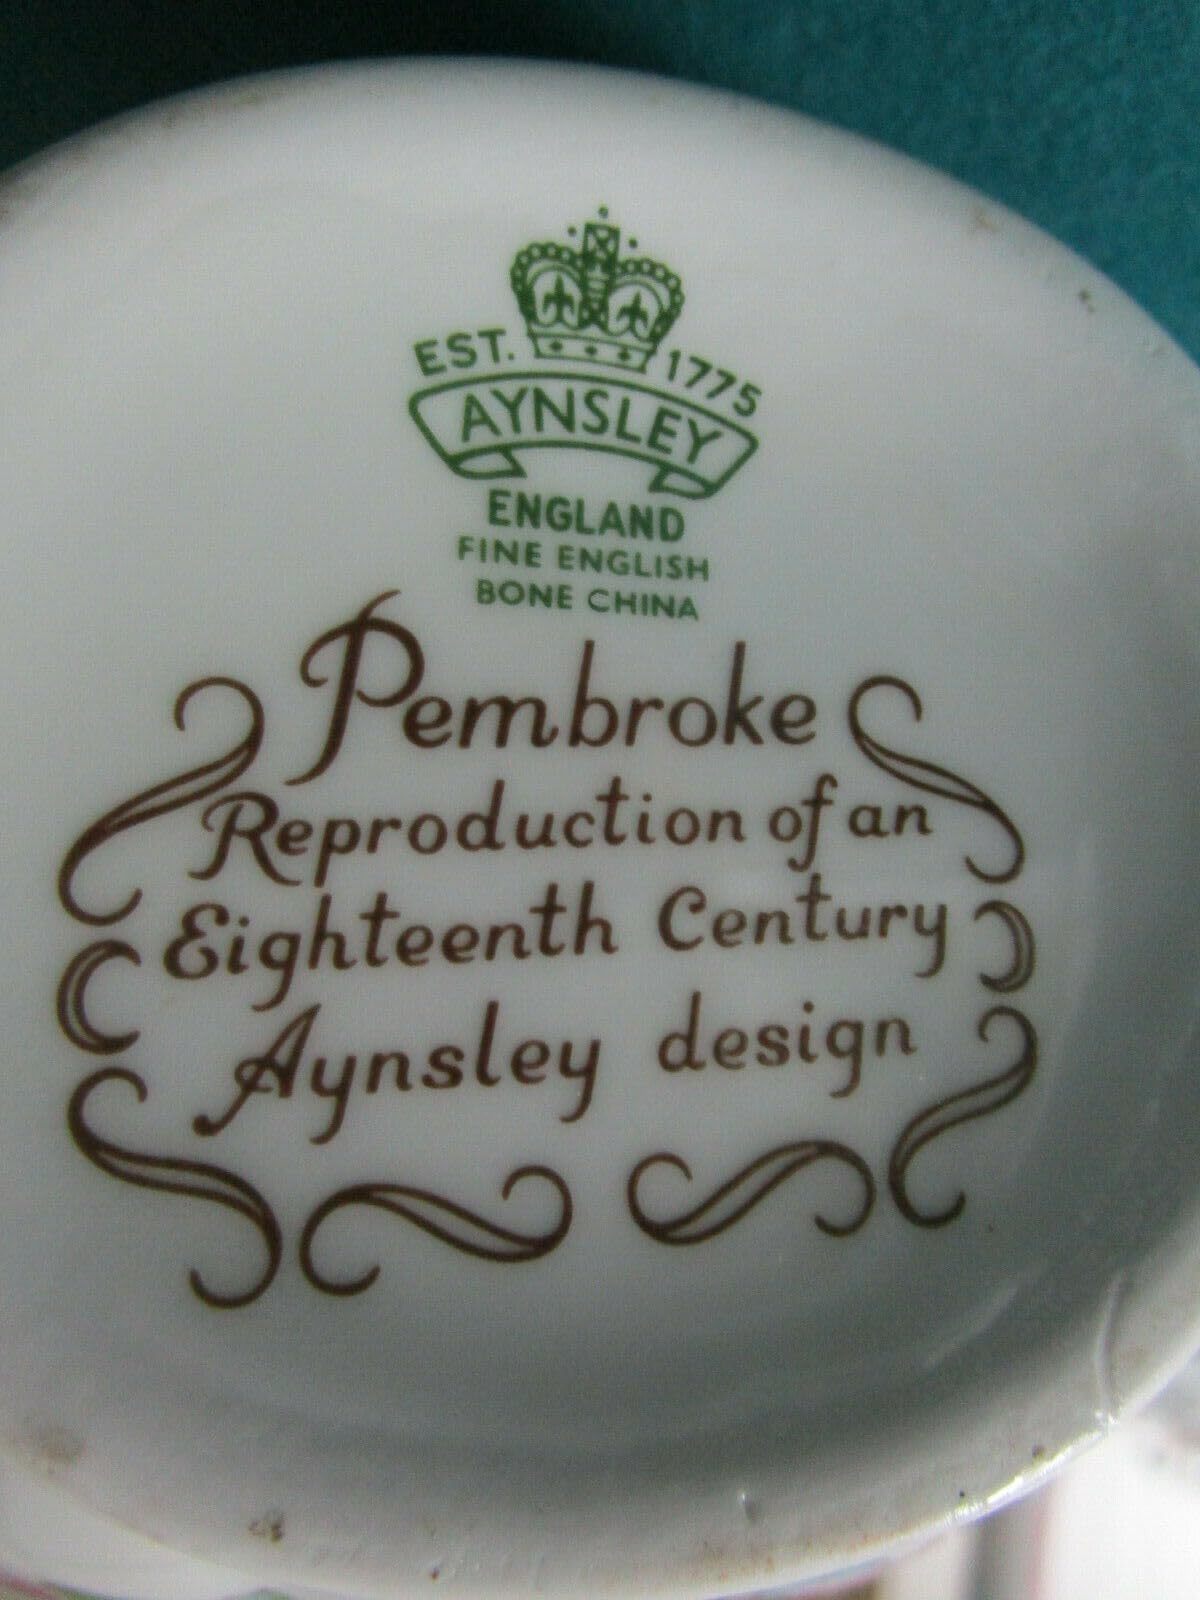 EST. 1775
AYNSLEY
ENGLAND
FINE ENGLISH
BONE CHINA
Pembroke
Reproduction of an
Eighteenth Century
Aynsley design